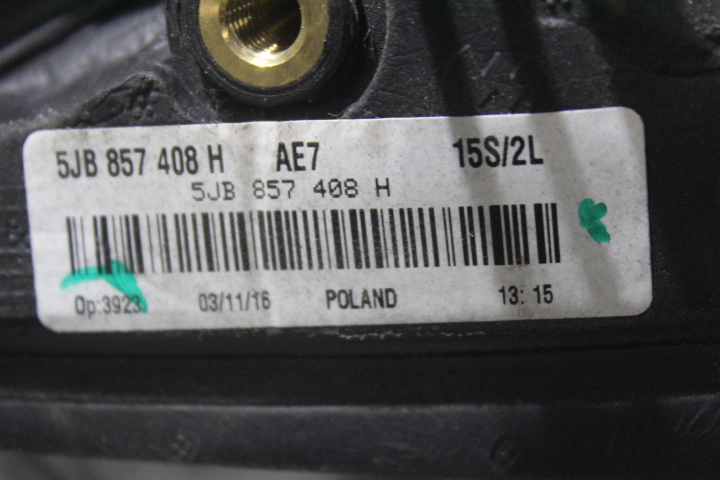 5JB 857 408 H AE7 15S/2L
5JB 857 408 H
Op:3923 03/11/16 POLAND 13: 15